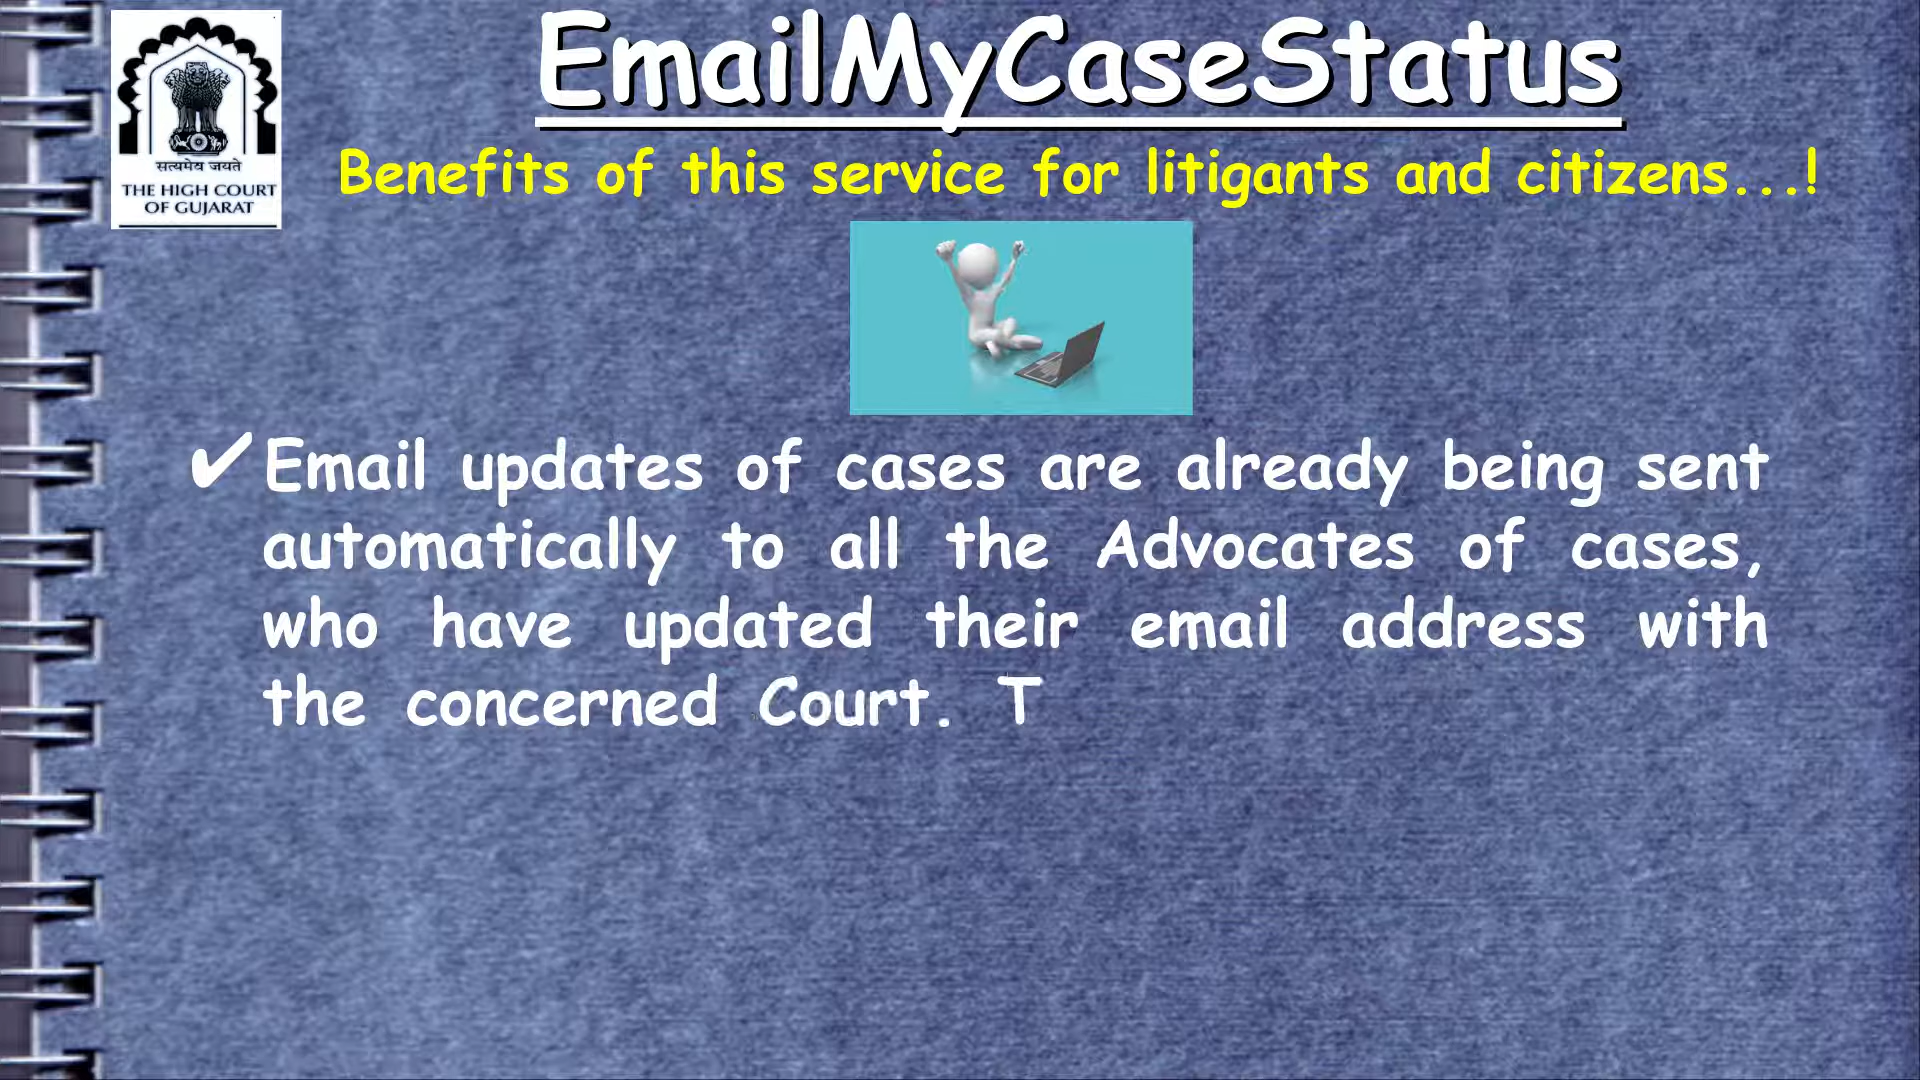 EmailMyCaseStatus
सत्यमेव जयते
THE HIGH COURT
OF GUJARAT
Benefits of this service for litigants and citizens...!
✔Email updates of cases are already being sent
automatically to all the Advocates of cases,
who have updated their email address with
the concerned Court. T